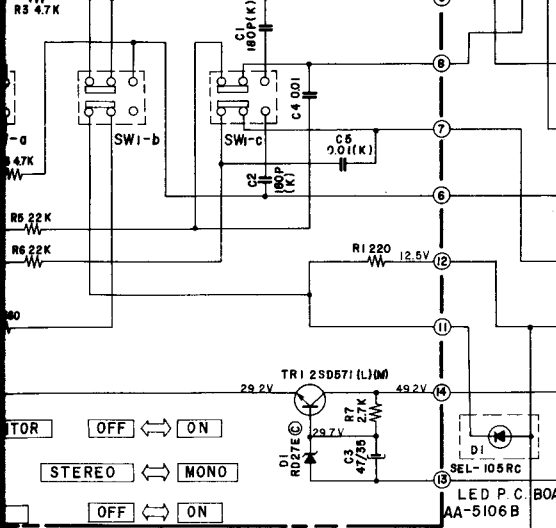 R3 4.7K
C1
180P(K)
8
C4 0.01
-a
SW1-b
SW1-c
7
4.7K
C5
0.01(K)
C2
180P
(K)
6
R5 22K
R6 22K
R1 220
12.5V
12
11
TR1 2SD571(L)(M)
29.2V
49.2V
14
R7
2.7K
29.7V
D1
RD27E Ⓒ
C3
47/35
D1
SEL-105RC
13
LED P.C. BOA
AA-5106B
ITOR
OFF
ON
STEREO
MONO
OFF
ON